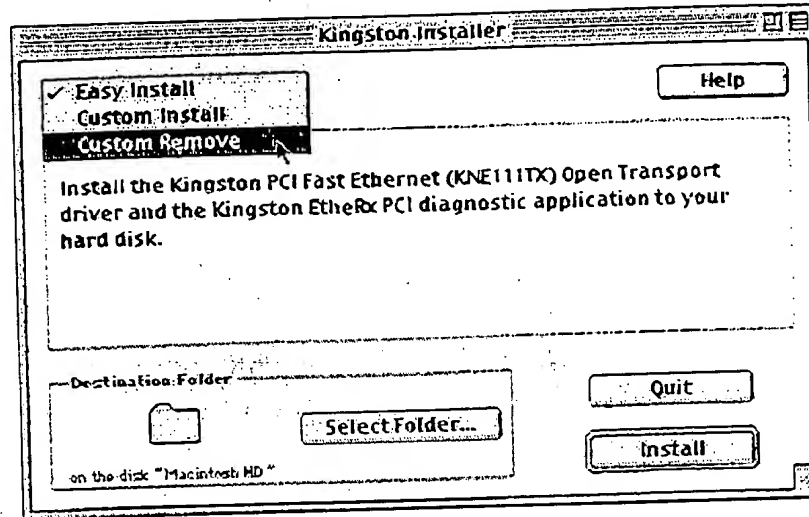 Kingston Installer
✓ Easy Install
Custom Install
Custom Remove
Help
Install the Kingston PCI Fast Ethernet (KNE111TX) Open Transport
driver and the Kingston EtheRx PCI diagnostic application to your
hard disk.
Destination Folder
Select Folder...
on the disk "Macintosh HD"
Quit
Install